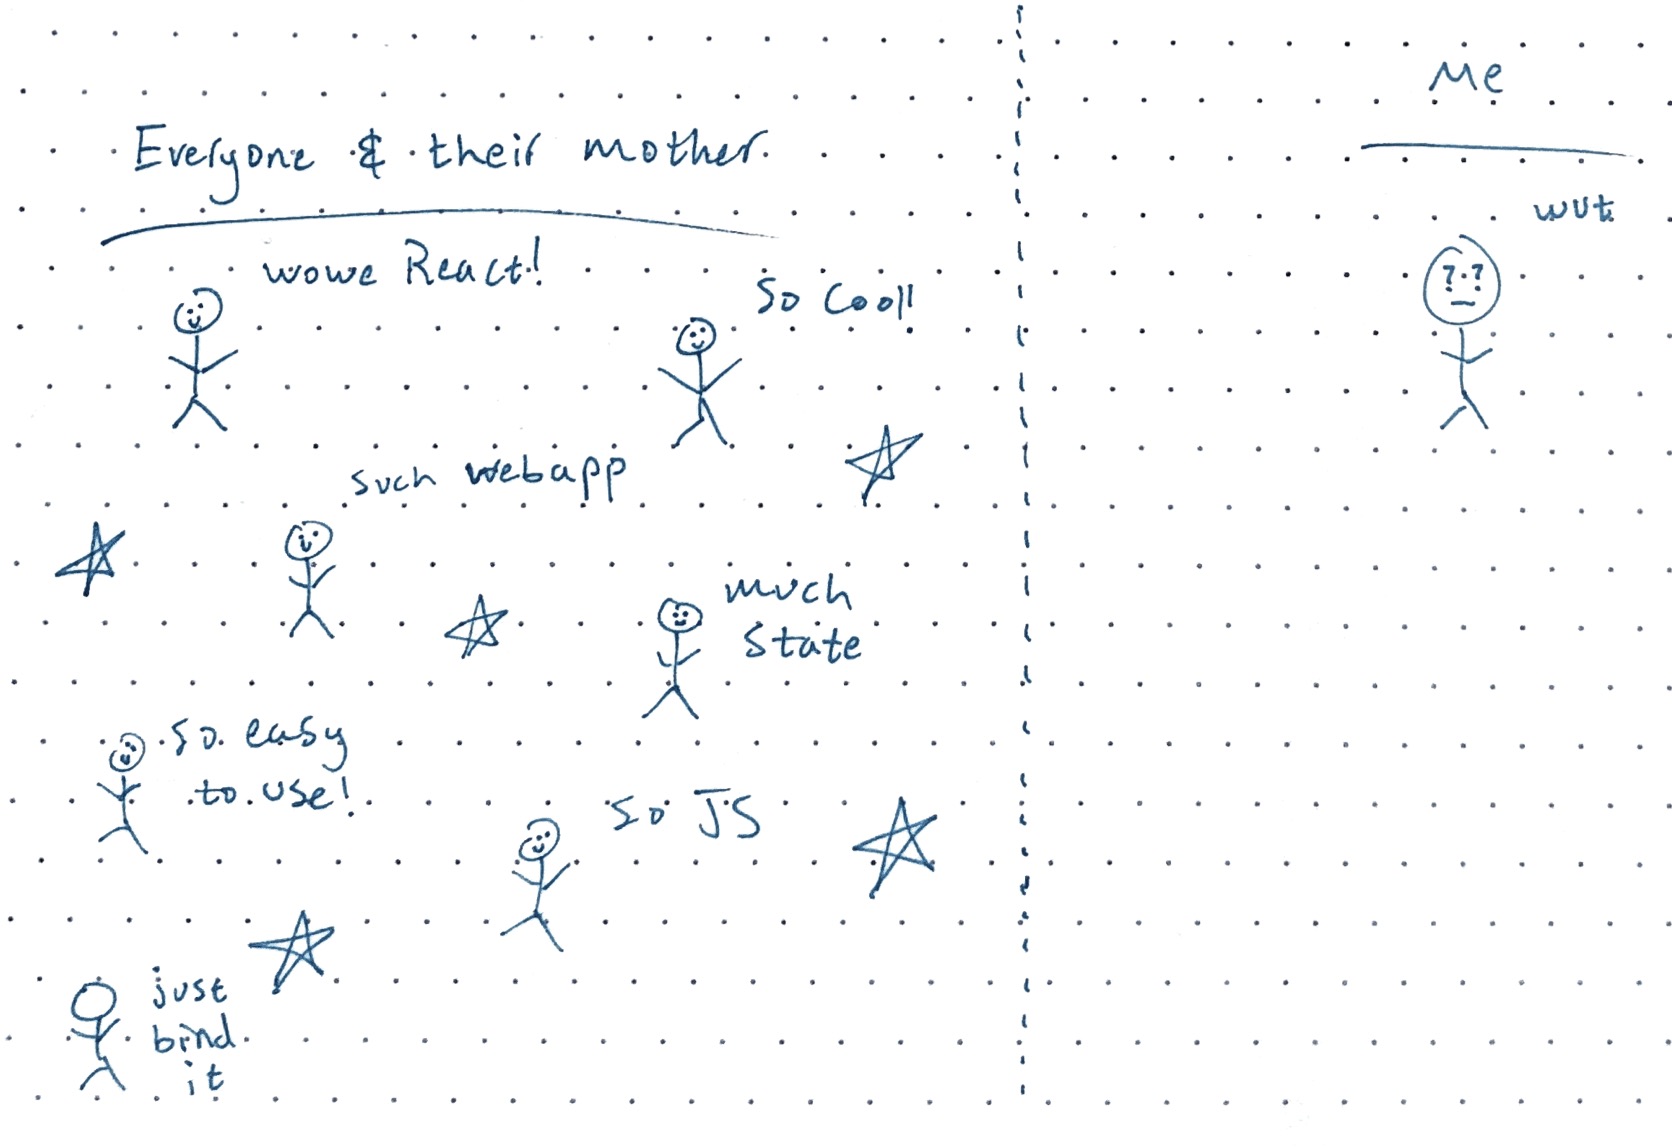 Everyone & their mother
wowe React!
So cool!
such webapp
much
state
so easy
to use!
so JS
just
bind
it
Me
wut
? ?